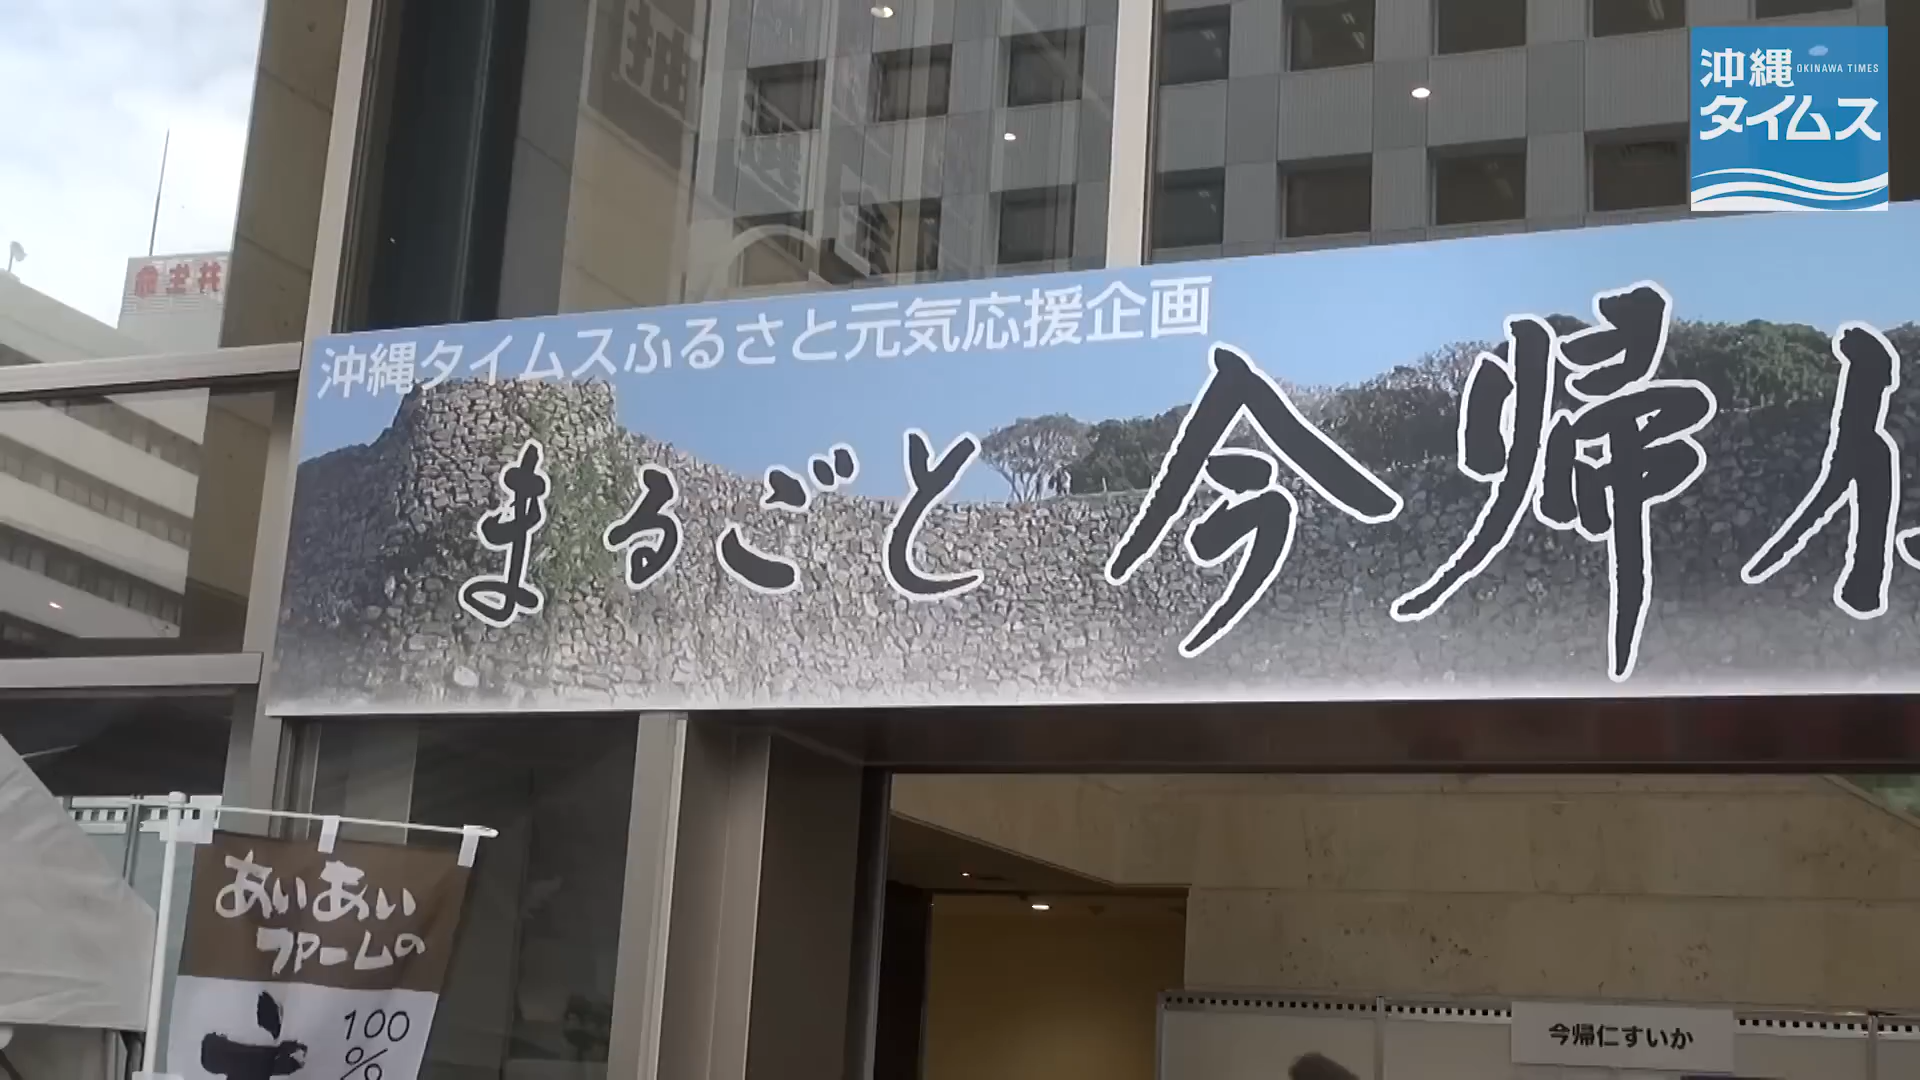 沖縄
OKINAWA TIMES
タイムス
沖縄タイムスふるさと元気応援企画
まるごと今帰仁
あいあい
ファームの
100
%
今帰仁すいか